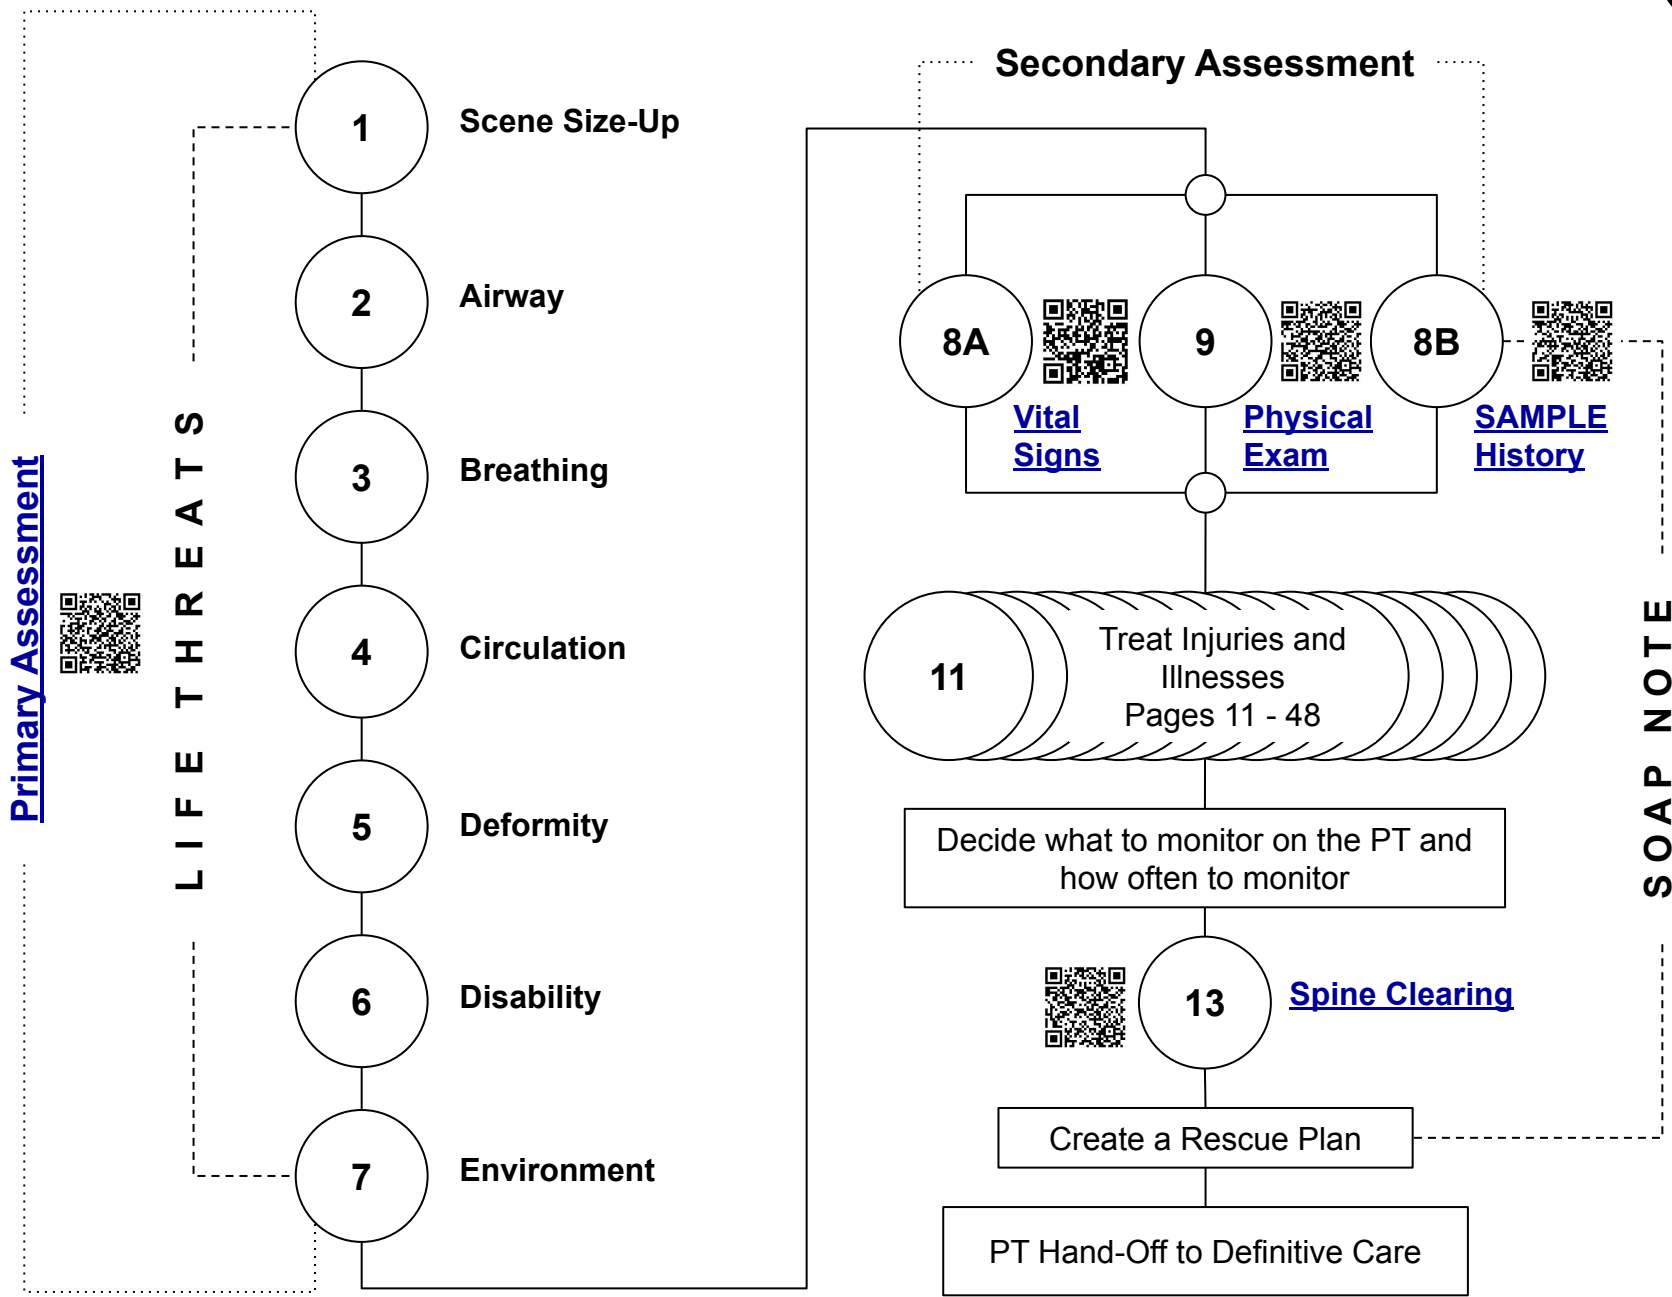 Primary Assessment
LIFE THREATS
1
Scene Size-Up
2
Airway
3
Breathing
4
Circulation
5
Deformity
6
Disability
7
Environment
Secondary Assessment
8A
Vital
Signs
9
Physical
Exam
8B
SAMPLE
History
11
Treat Injuries and
Illnesses
Pages 11 - 48
Decide what to monitor on the PT and
how often to monitor
13
Spine Clearing
Create a Rescue Plan
PT Hand-Off to Definitive Care
SOAP NOTE